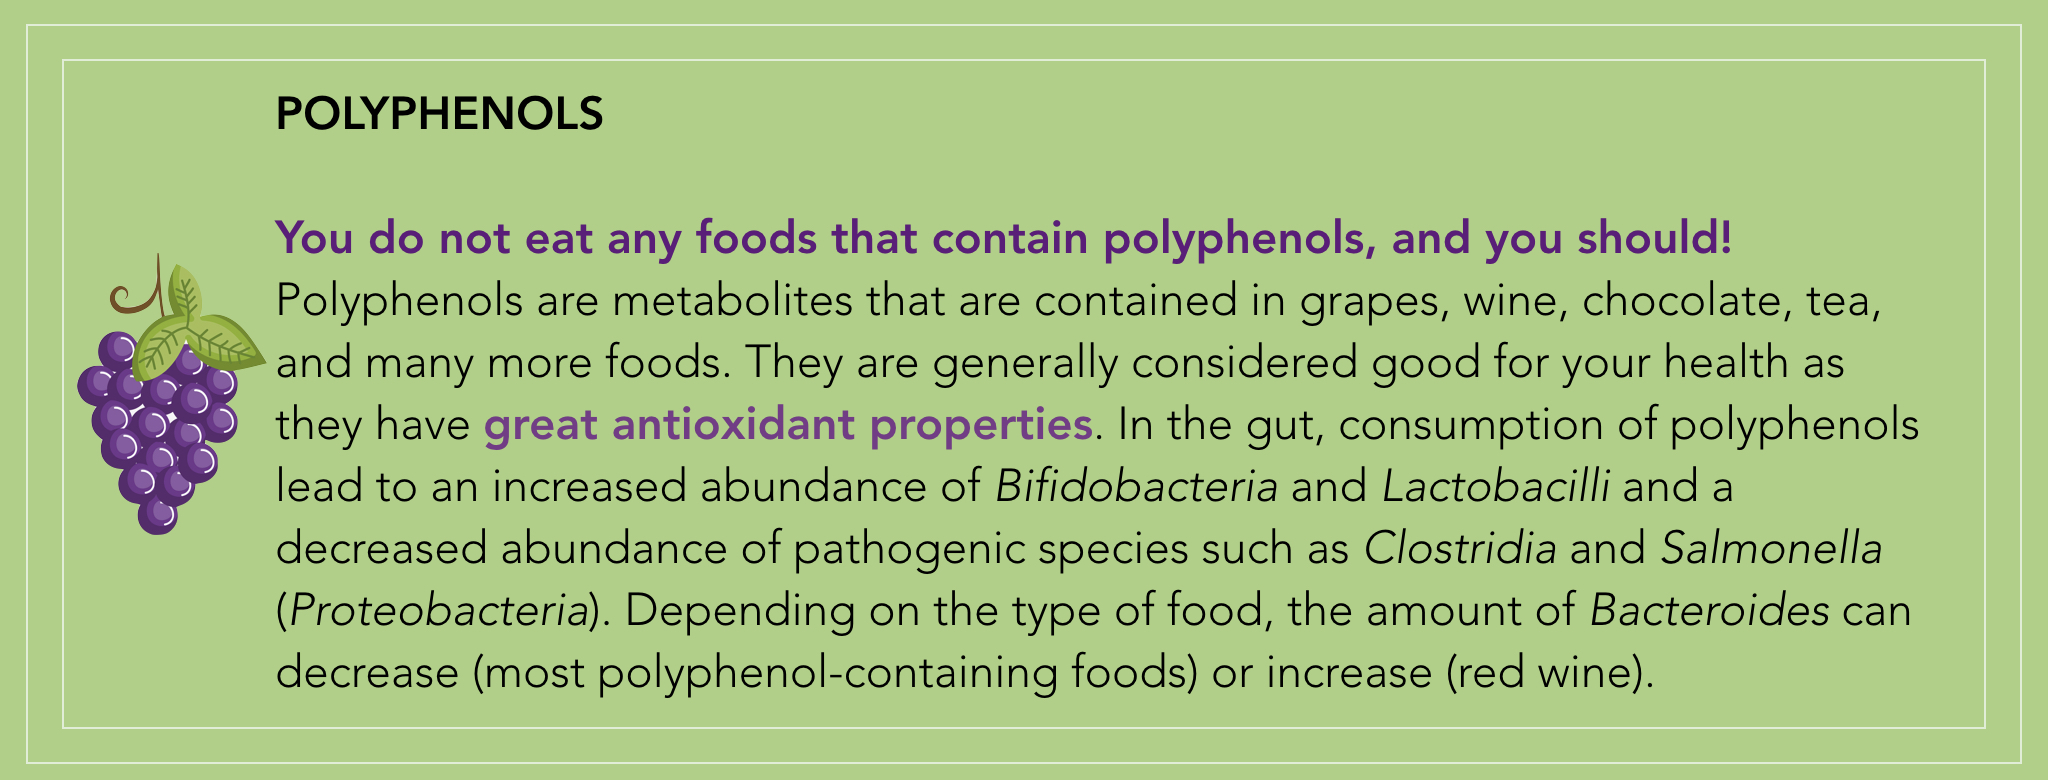 POLYPHENOLS
You do not eat any foods that contain polyphenols, and you should!
Polyphenols are metabolites that are contained in grapes, wine, chocolate, tea,
and many more foods. They are generally considered good for your health as
they have great antioxidant properties. In the gut, consumption of polyphenols
lead to an increased abundance of Bifidobacteria and Lactobacilli and a
decreased abundance of pathogenic species such as Clostridia and Salmonella
(Proteobacteria). Depending on the type of food, the amount of Bacteroides can
decrease (most polyphenol-containing foods) or increase (red wine).